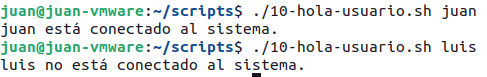 juan@juan-vmware:~/scripts$ ./10-hola-usuario.sh juan
juan está conectado al sistema.
juan@juan-vmware:~/scripts$ ./10-hola-usuario.sh luis
luis no está conectado al sistema.